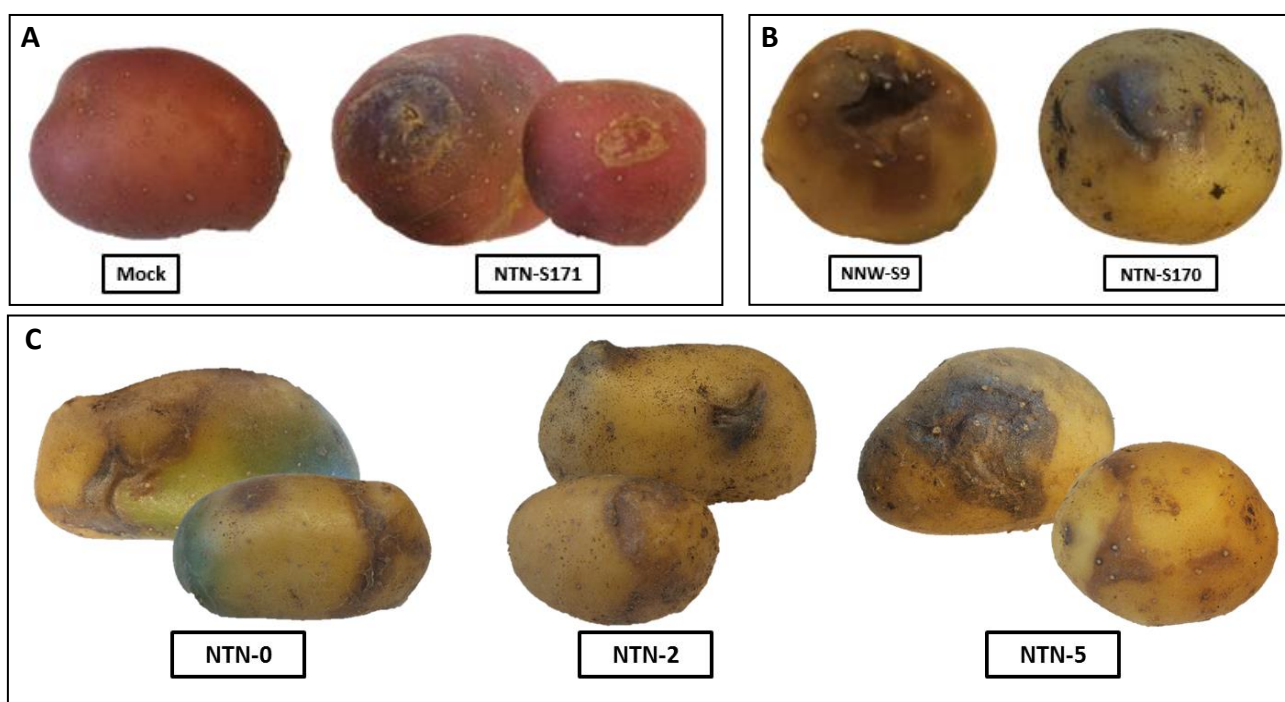 A
Mock
NTN-S171
B
NNW-S9
NTN-S170
C
NTN-0
NTN-2
NTN-5